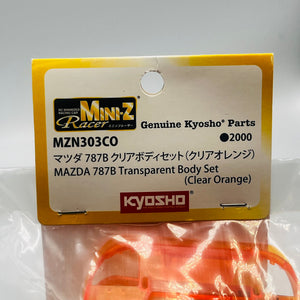 MINI-Z
Racer
Genuine Kyosho® Parts
MZN303CO
●2000
マツダ 787B クリアボディセット(クリアオレンジ)
MAZDA 787B Transparent Body Set
(Clear Orange)
KYOSHO